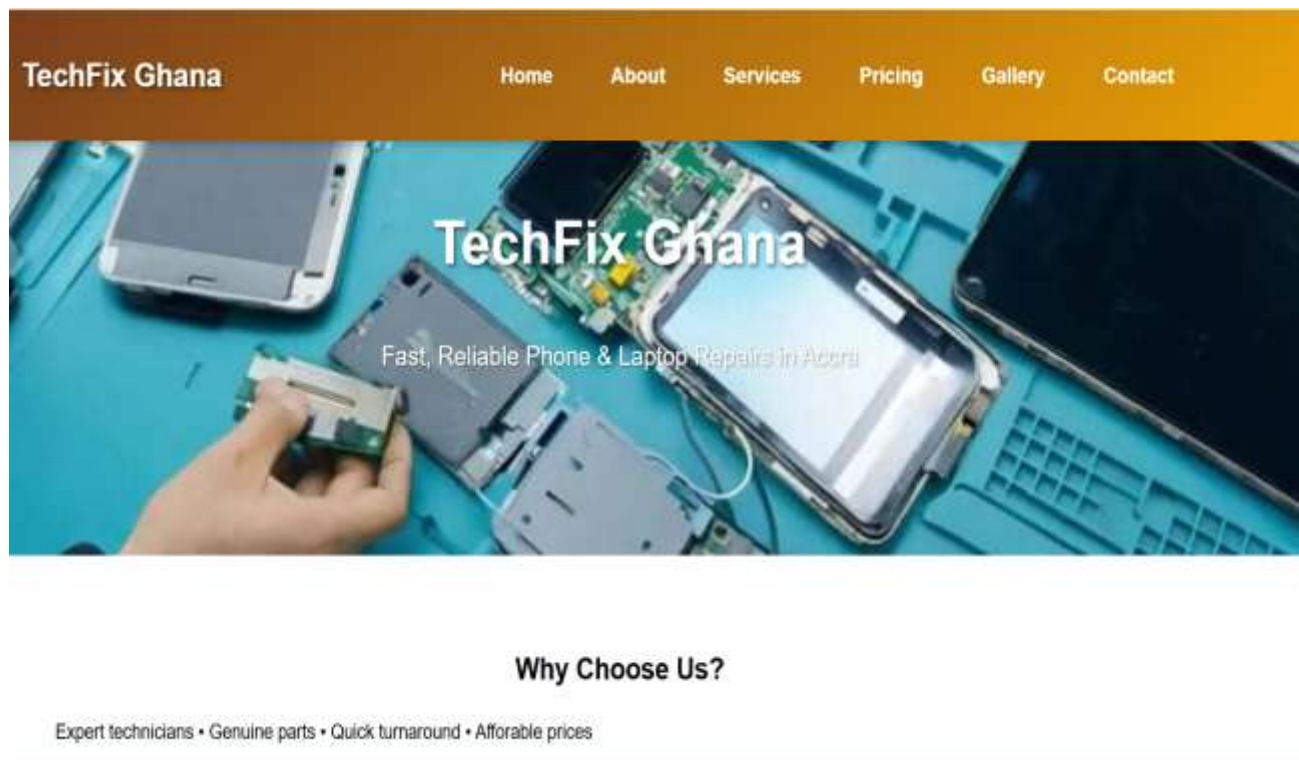 TechFix Ghana
Home About Services Pricing Gallery Contact
TechFix Ghana
Fast, Reliable Phone & Laptop Repairs in Accra
Why Choose Us?
Expert technicians • Genuine parts • Quick turnaround • Afforable prices